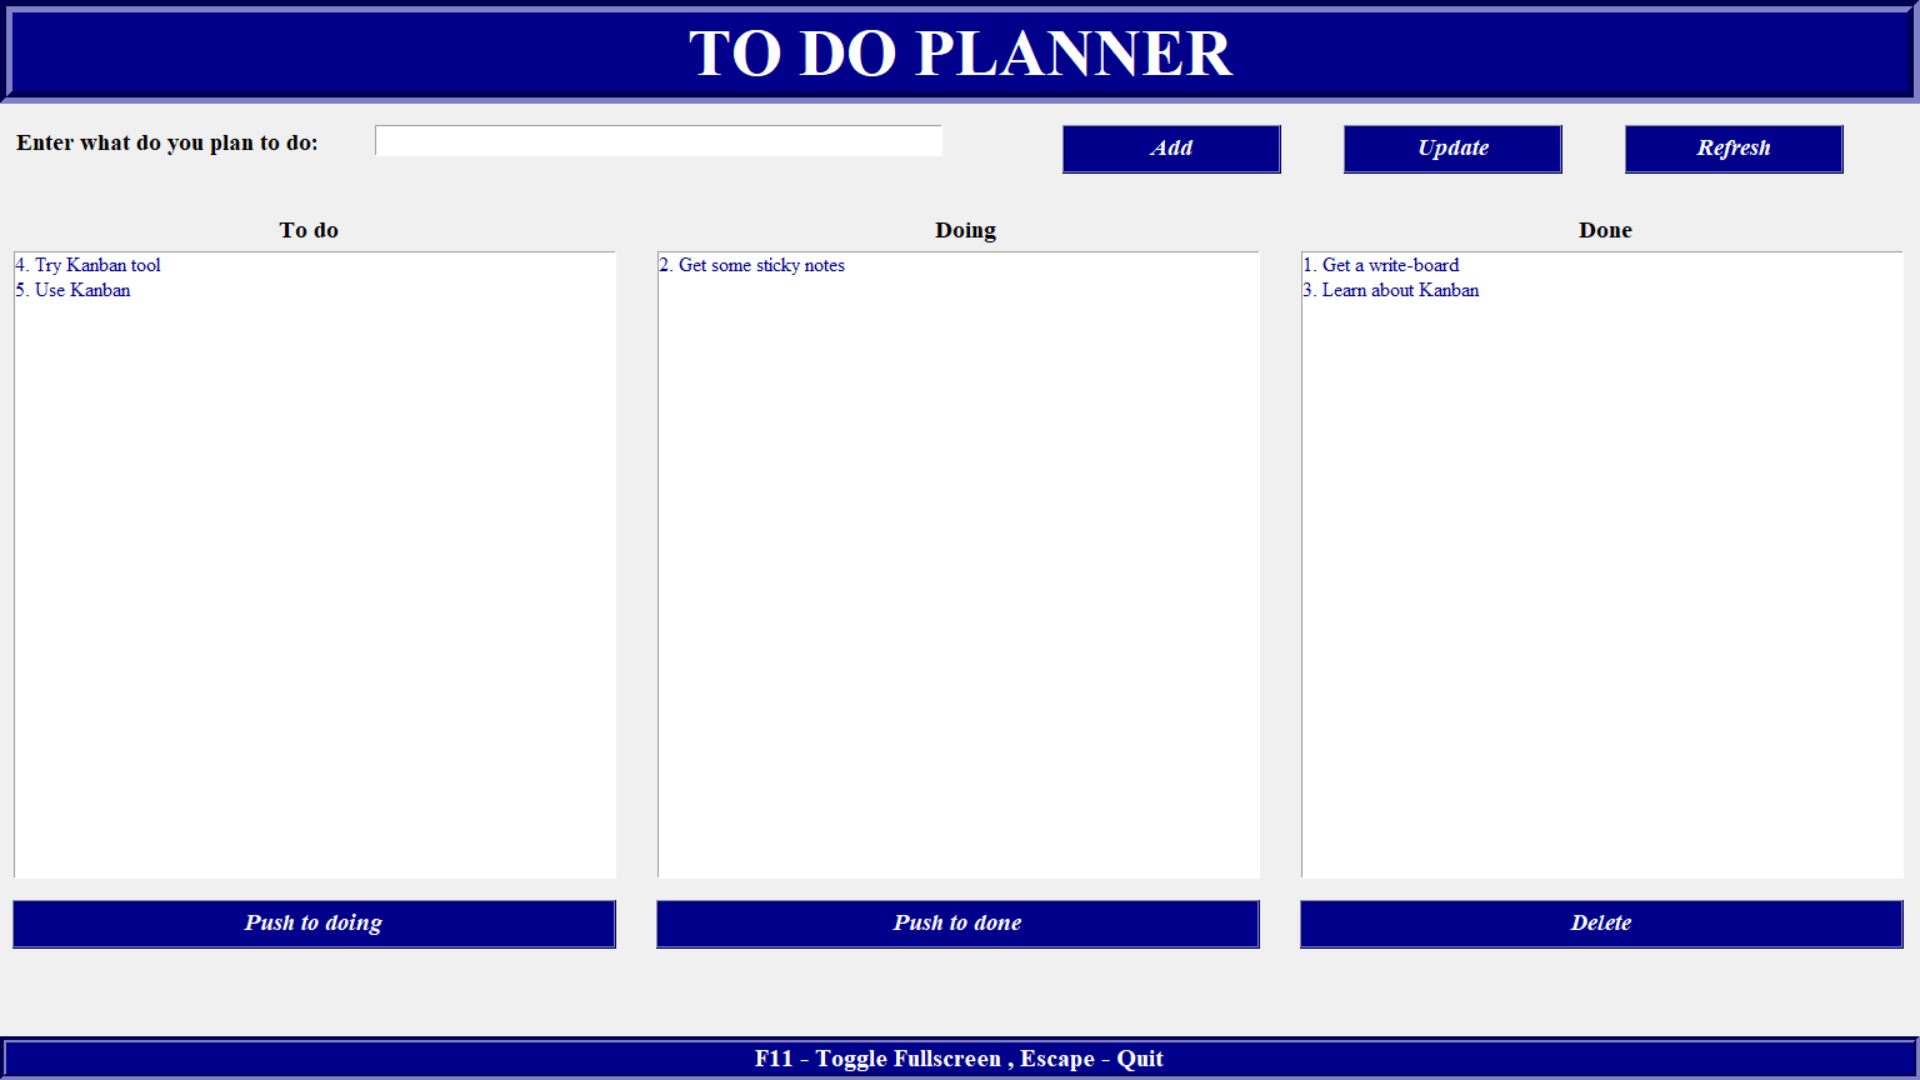 TO DO PLANNER
Enter what do you plan to do:
Add
Update
Refresh
To do
4. Try Kanban tool
5. Use Kanban
Doing
2. Get some sticky notes
Done
1. Get a write-board
3. Learn about Kanban
Push to doing
Push to done
Delete
F11 - Toggle Fullscreen , Escape - Quit